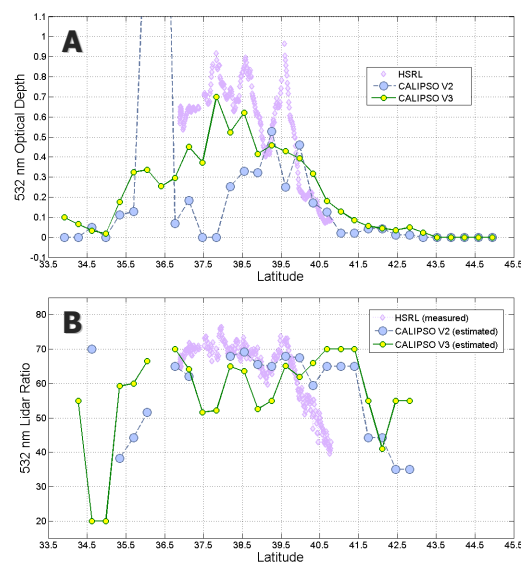 A
1.1
1
0.9
0.8
0.7
0.6
0.5
0.4
0.3
0.2
0.1
0
-0.1
532 nm Optical Depth
HSRL
CALIPSO V2
CALIPSO V3
33.5 34.5 35.5 36.5 37.5 38.5 39.5 40.5 41.5 42.5 43.5 44.5 45.5
Latitude
B
80
70
60
50
40
30
20
532 nm Lidar Ratio
HSRL (measured)
CALIPSO V2 (estimated)
CALIPSO V3 (estimated)
33.5 34.5 35.5 36.5 37.5 38.5 39.5 40.5 41.5 42.5 43.5 44.5 45.5
Latitude